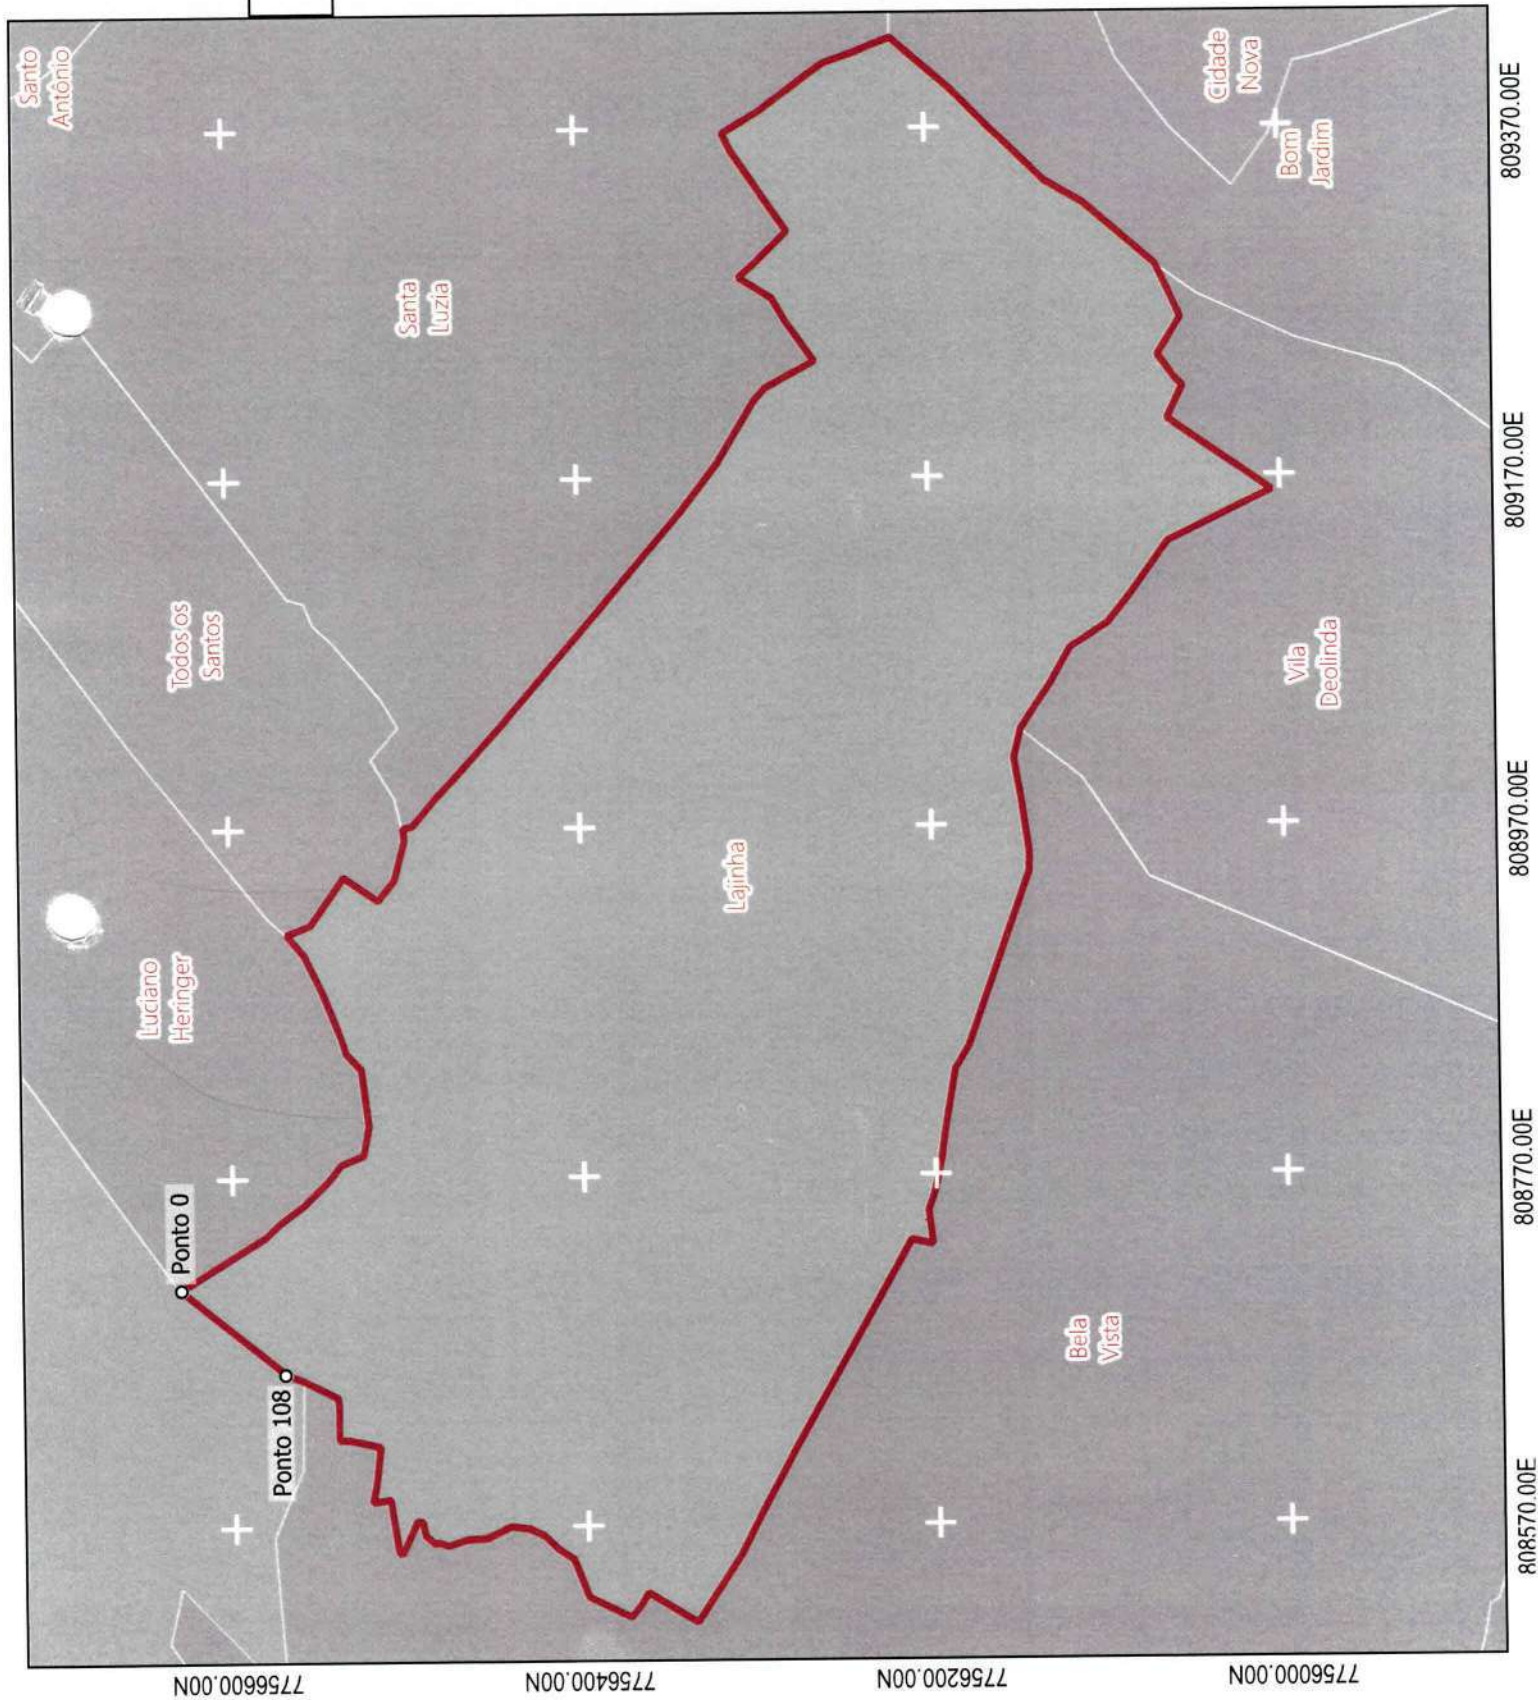 Santo
Antônio
Cidade
Nova
Bom
Jardim
Santa
Luzia
Todos os
Santos
Luciano
Heringer
Lajinha
Vila
Deolinda
Bela
Vista
Ponto 0
Ponto 108
7756600.00N
7756400.00N
7756200.00N
7756000.00N
808570.00E
808770.00E
808970.00E
809170.00E
809370.00E